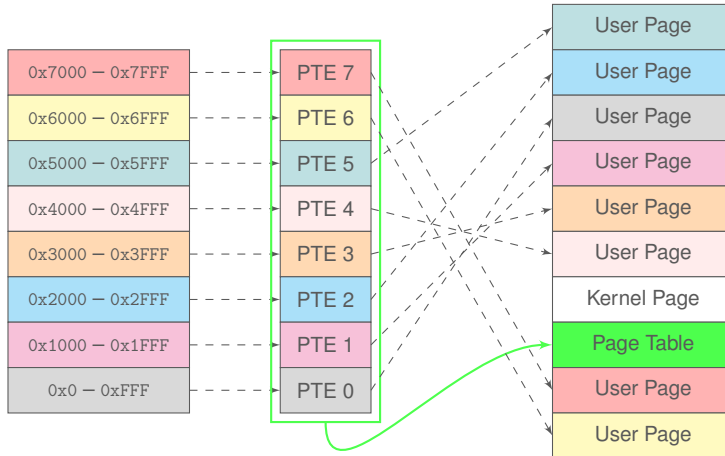 0x7000 – 0x7FFF
0x6000 – 0x6FFF
0x5000 – 0x5FFF
0x4000 – 0x4FFF
0x3000 – 0x3FFF
0x2000 – 0x2FFF
0x1000 – 0x1FFF
0x0 – 0xFFF
PTE 7
PTE 6
PTE 5
PTE 4
PTE 3
PTE 2
PTE 1
PTE 0
User Page
User Page
User Page
User Page
User Page
User Page
Kernel Page
Page Table
User Page
User Page